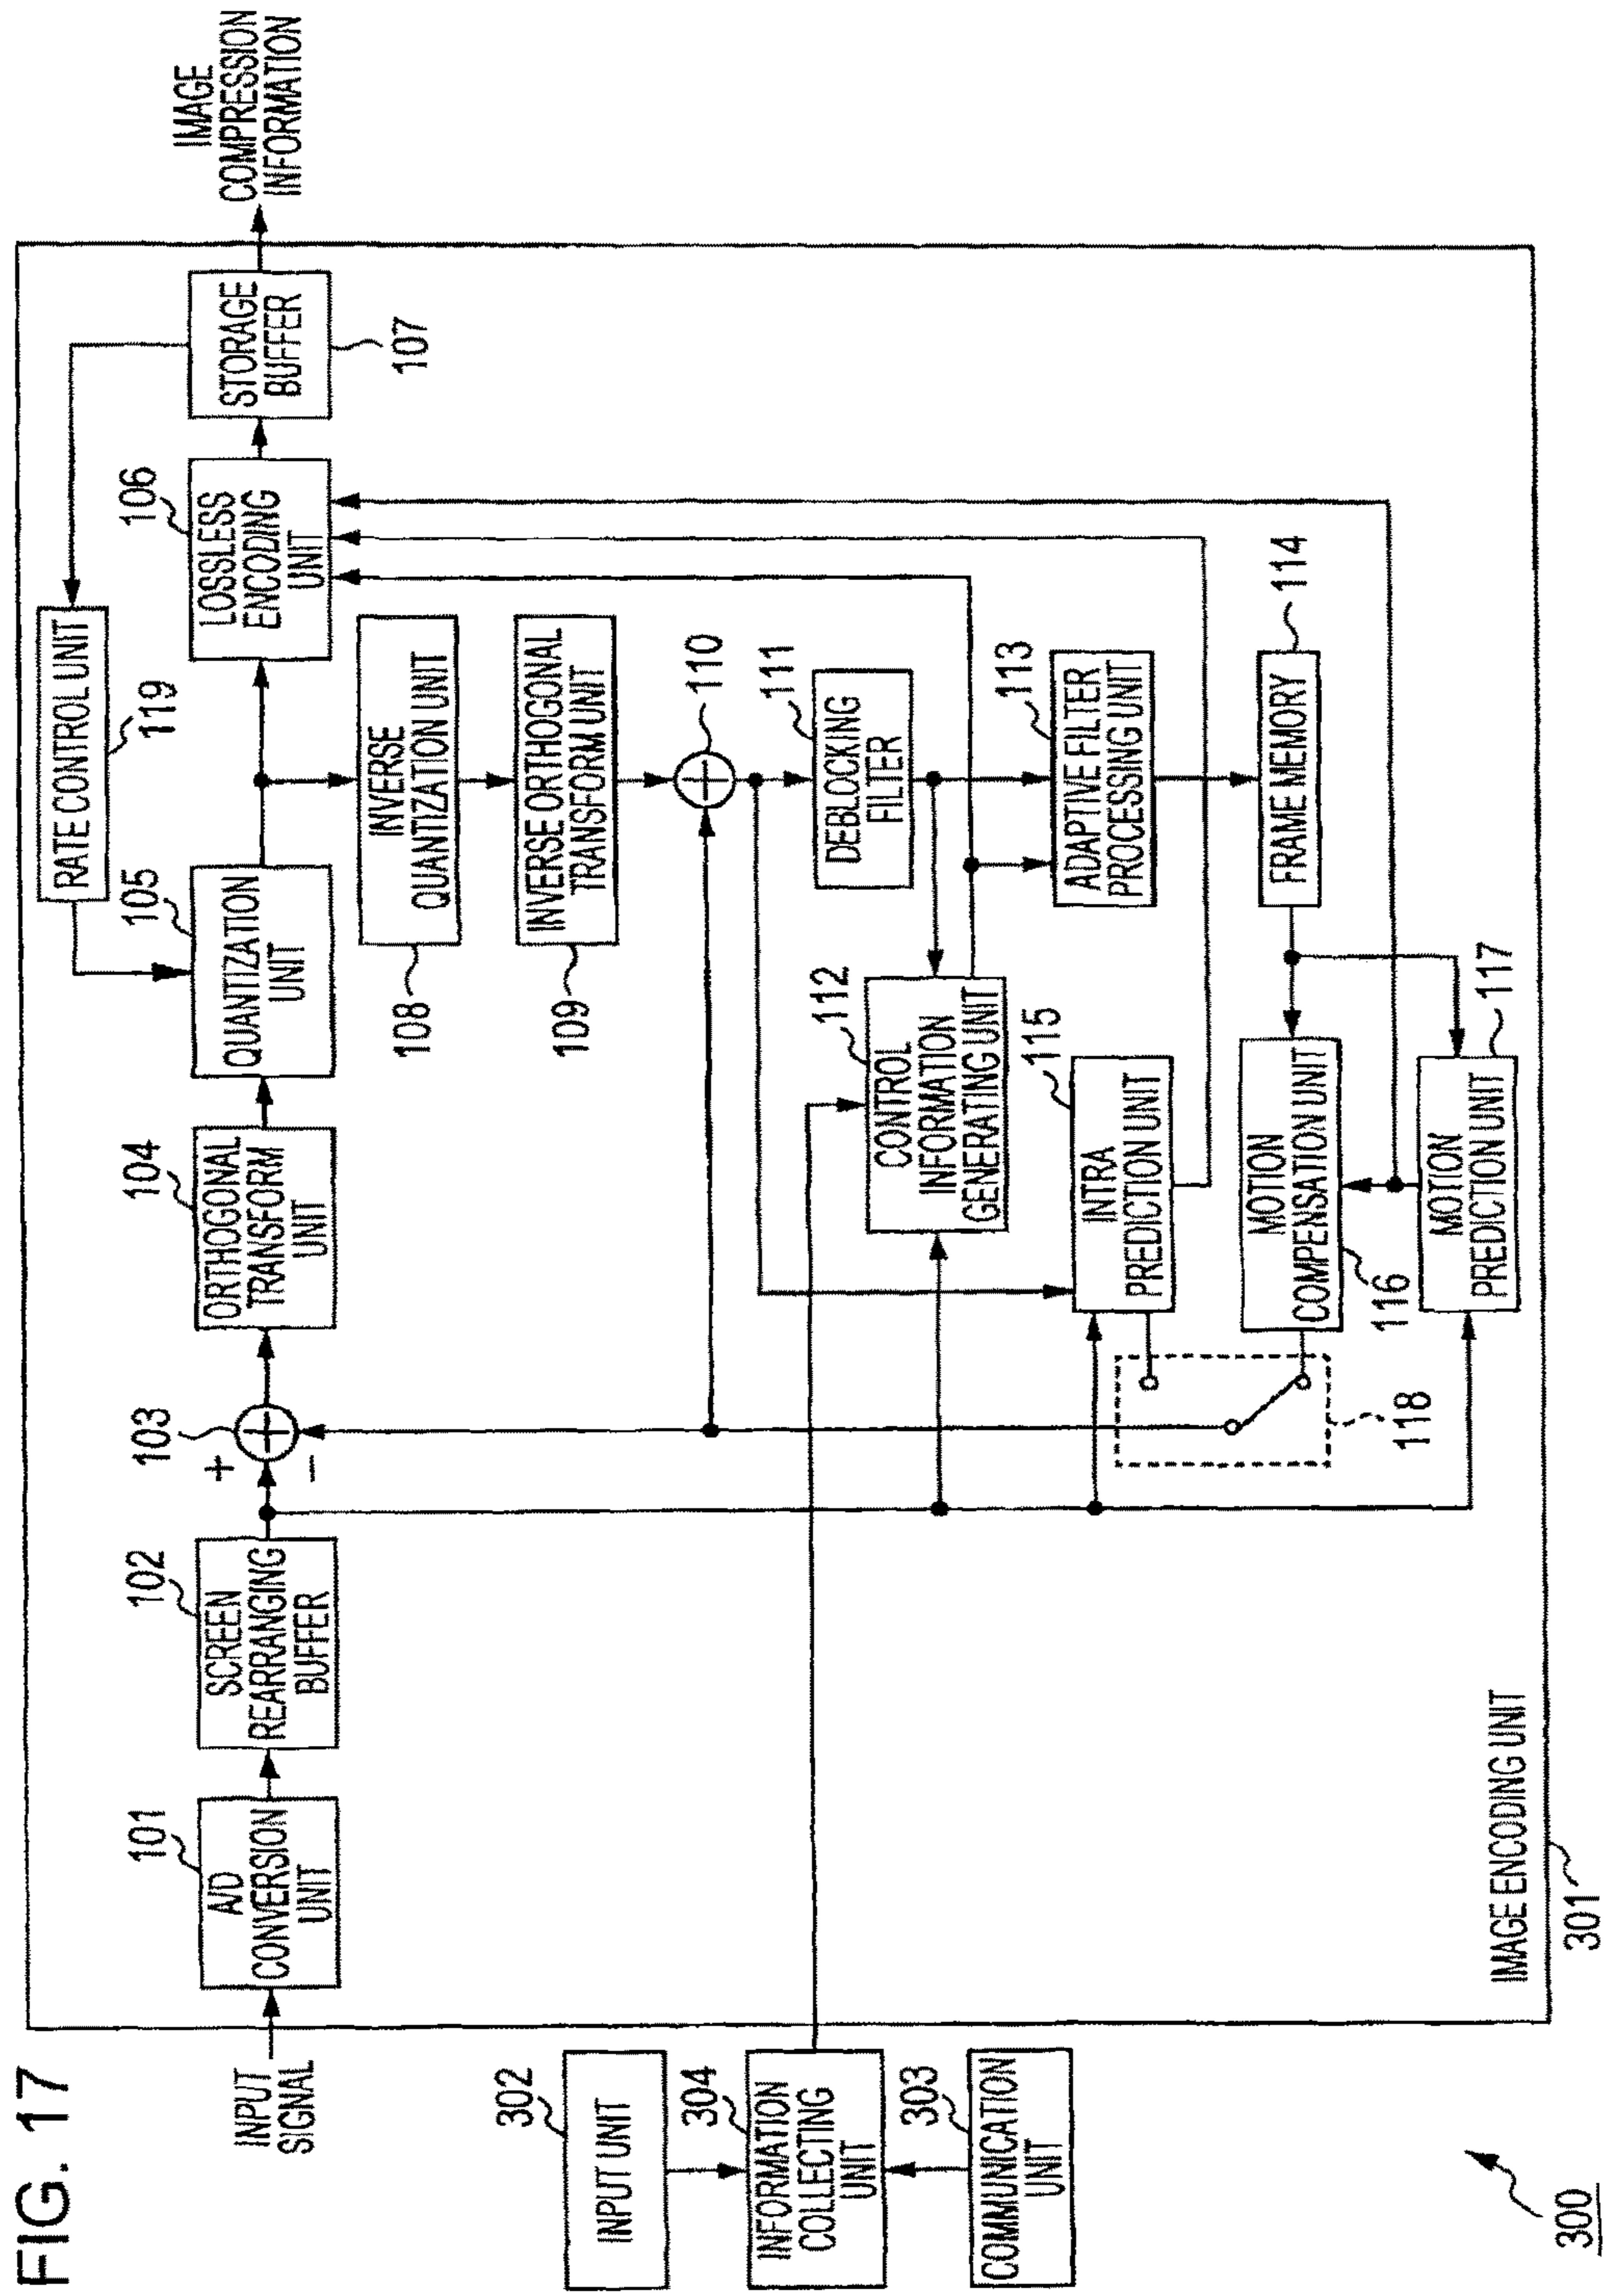 FIG. 17
INPUT
SIGNAL
101
A/D
CONVERSION
UNIT
102
SCREEN
REARRANGING
BUFFER
103
+
−
104
ORTHOGONAL
TRANSFORM
UNIT
105
QUANTIZATION
UNIT
RATE CONTROL UNIT
119
106
LOSSLESS
ENCODING
UNIT
STORAGE
BUFFER
107
IMAGE
COMPRESSION
INFORMATION
INVERSE
QUANTIZATION UNIT
108
INVERSE ORTHOGONAL
TRANSFORM UNIT
109
110
111
DEBLOCKING
FILTER
112
CONTROL
INFORMATION
GENERATING UNIT
113
ADAPTIVE FILTER
PROCESSING UNIT
114
FRAME MEMORY
115
INTRA
PREDICTION UNIT
MOTION
COMPENSATION UNIT
116
117
MOTION
PREDICTION UNIT
118
302
INPUT UNIT
304
INFORMATION
COLLECTING
UNIT
303
COMMUNICATION
UNIT
IMAGE ENCODING UNIT
301
300